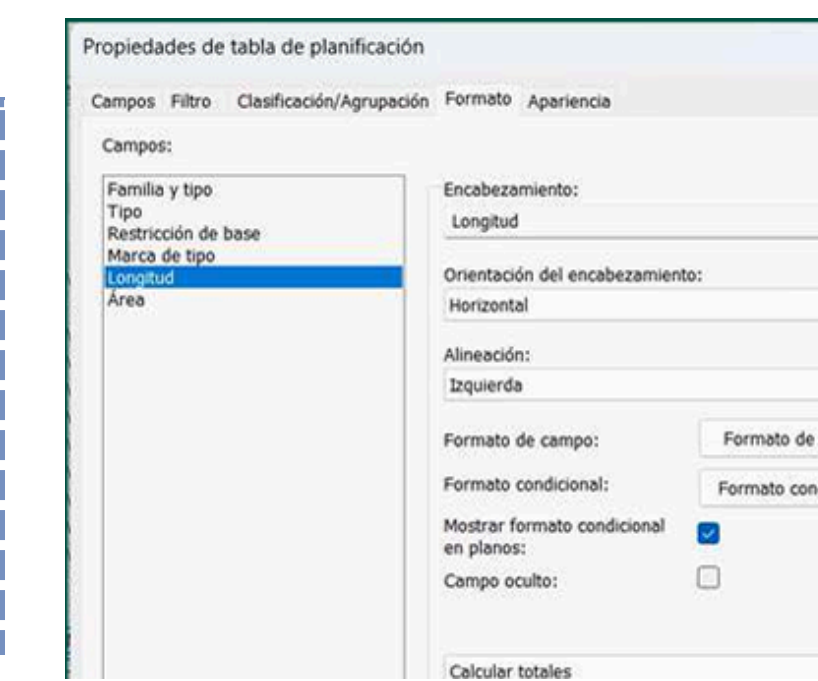 Propiedades de tabla de planificación
Campos Filtro Clasificación/Agrupación Formato Apariencia
Campos:
Familia y tipo
Tipo
Restricción de base
Marca de tipo
Longitud
Área
Encabezamiento:
Longitud
Orientación del encabezamiento:
Horizontal
Alineación:
Izquierda
Formato de campo:
Formato de
Formato condicional:
Formato con
Mostrar formato condicional
en planos:
Campo oculto:
Calcular totales